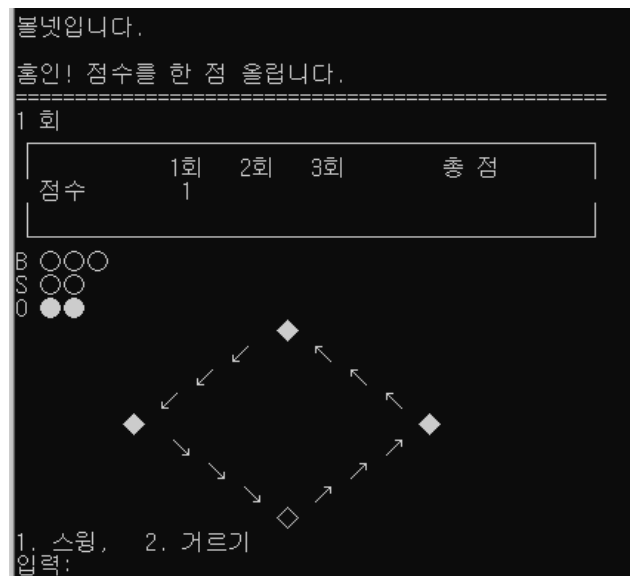 볼넷입니다.
홈인! 점수를 한 점 올립니다.
==================================================
1 회
1회 2회 3회 총 점
점수 1
B ○○○
S ○○
O ●●
◆
↙ ↖
↙ ↖
↙ ↖
◆ ◆
↘ ↗
↘ ↗
↘ ↗
◇
1. 스윙, 2. 거르기
입력: